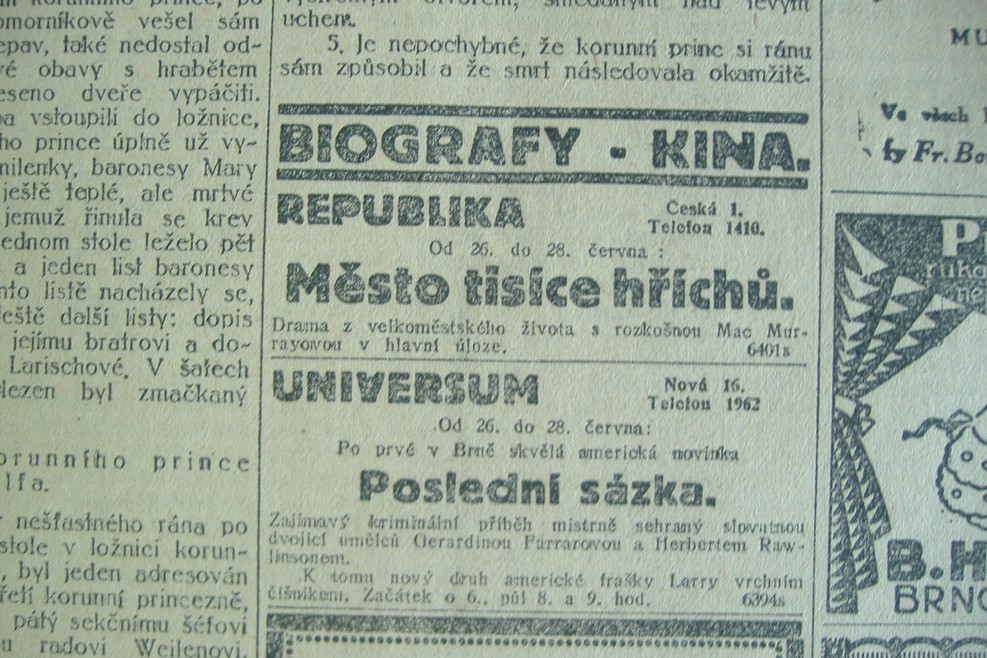 omorníkově vešel sám
epav, také nedostal od-
vé obavy s hrabětem
eseno dveře vypáčiti.
a vstoupili do ložnice,
ho prince úplně už vy-
milenky, baronesy Mary
ještě teplé, ale mrtvé
jemuž řinula se krev
jednom stole leželo pět
a jeden list baronesy
nto listě nacházely se,
ještě další listy: dopis
jejímu bratrovi a do-
Larischové. V šatech
lezen byl zmačkaný
orunního prince
lfa.
nešťastného rána po
stole v ložnici korun-
, byl jeden adresován
řetí korunní princezně,
pátý sekčnímu šéfovi
u radovi Weilenovi.
uchem.
5. Je nepochybné, že korunní princ si ránu
sám způsobil a že smrt následovala okamžitě.
BIOGRAFY - KINA.
REPUBLIKA
Česká 1.
Telefon 1410.
Od 26. do 28. června :
Město tisíce hříchů.
Drama z velkoměstského života s rozkošnou Mac Mur-
rayovou v hlavní úloze. 6401s
UNIVERSUM
Nová 16.
Telefon 1962
Od 26. do 28. června:
Po prvé v Brně skvělá americká novinka
Poslední sázka.
Zajímavý kriminální příběh mistrně sehraný slovutnou
dvojicí umělců Gerardinou Farrarovou a Herbertem Raw-
linsonem.
K tomu nový druh americké frašky Larry vrchním
číšníkem. Začátek o 6., půl 8. a 9. hod. 6394s
MU
Ve všech
fy Fr. Bo
P
ruka
ne
B. H
BRNO